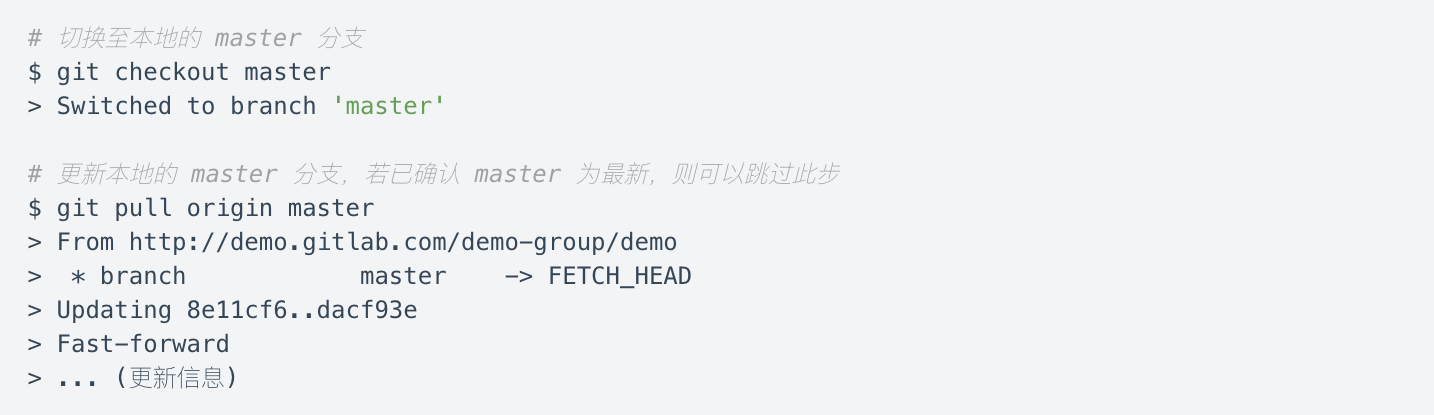 # 切换至本地的 master 分支
$ git checkout master
> Switched to branch 'master'
# 更新本地的 master 分支，若已确认 master 为最新，则可以跳过此步
$ git pull origin master
> From http://demo.gitlab.com/demo-group/demo
>  * branch            master    -> FETCH_HEAD
> Updating 8e11cf6..dacf93e
> Fast-forward
> ... (更新信息)